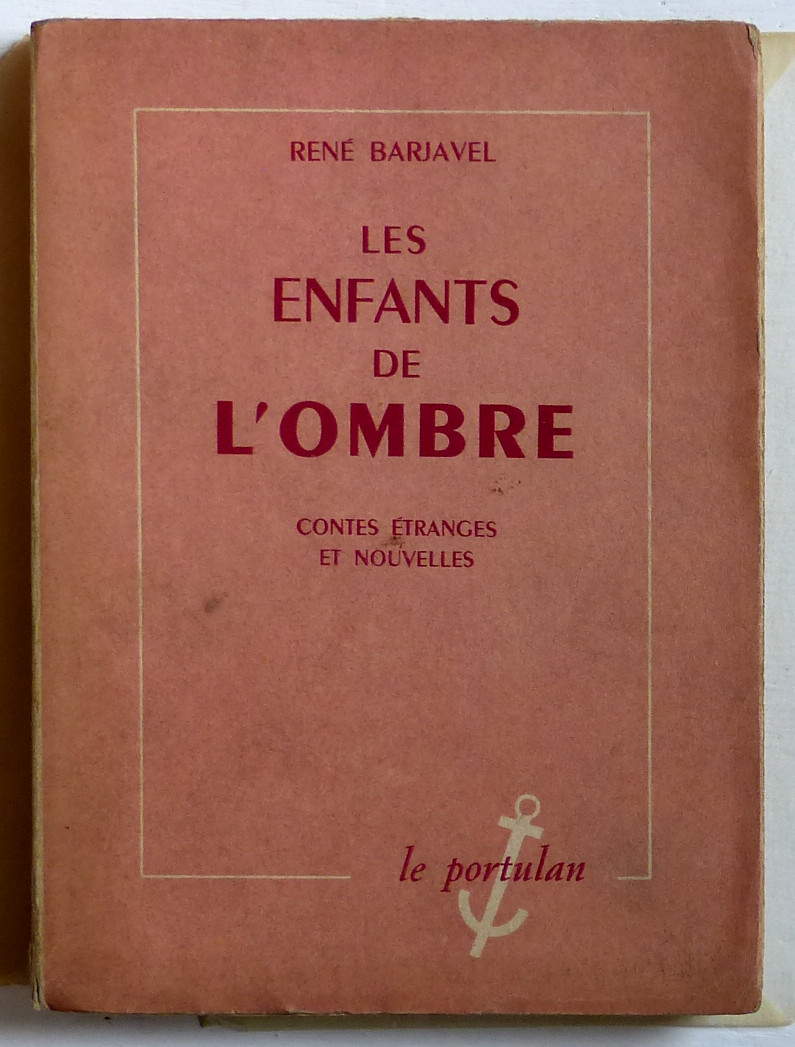 RENÉ BARJAVEL
LES
ENFANTS
DE
L'OMBRE
CONTES ÉTRANGES
ET NOUVELLES
le portulan